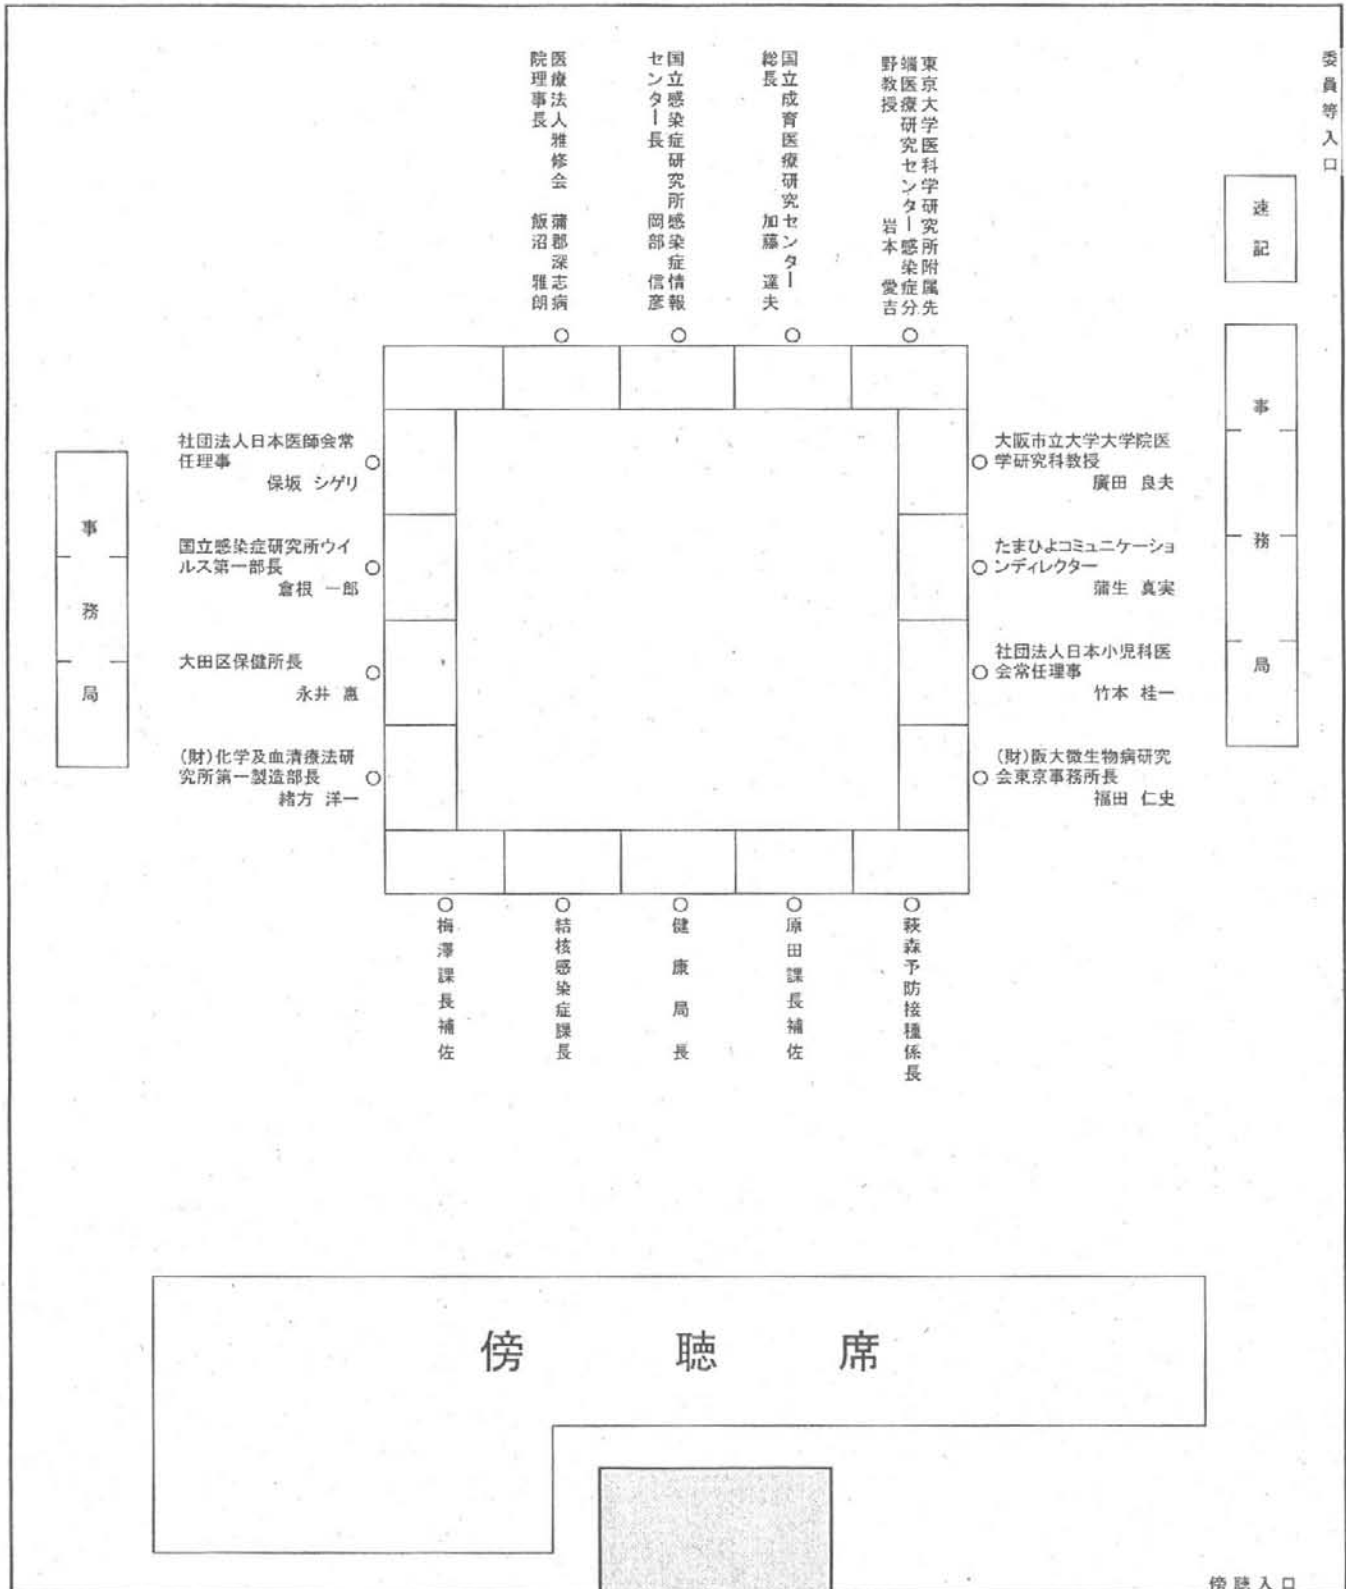 委員等入口
速記
事務局
東京大学医科学研究所附属先
端医療研究センター感染症分
野教授 岩本 愛吉
国立成育医療研究センター
総長 加藤 達夫
国立感染症研究所感染症情報
センター長 岡部 信彦
医療法人雅修会 蒲郡深志病
院理事長 飯沼 雅朗
社団法人日本医師会常
任理事
保坂 シゲリ
国立感染症研究所ウイ
ルス第一部長
倉根 一郎
大田区保健所長
永井 惠
(財)化学及血清療法研
究所第一製造部長
緒方 洋一
事務局
大阪市立大学大学院医
学研究科教授
廣田 良夫
たまひよコミュニケーショ
ンディレクター
蒲生 真実
社団法人日本小児科医
会常任理事
竹本 桂一
(財)阪大微生物病研究
会東京事務所長
福田 仁史
梅澤課長補佐
結核感染症課長
健康局長
原田課長補佐
萩森予防接種係長
傍聴席
傍聴入口